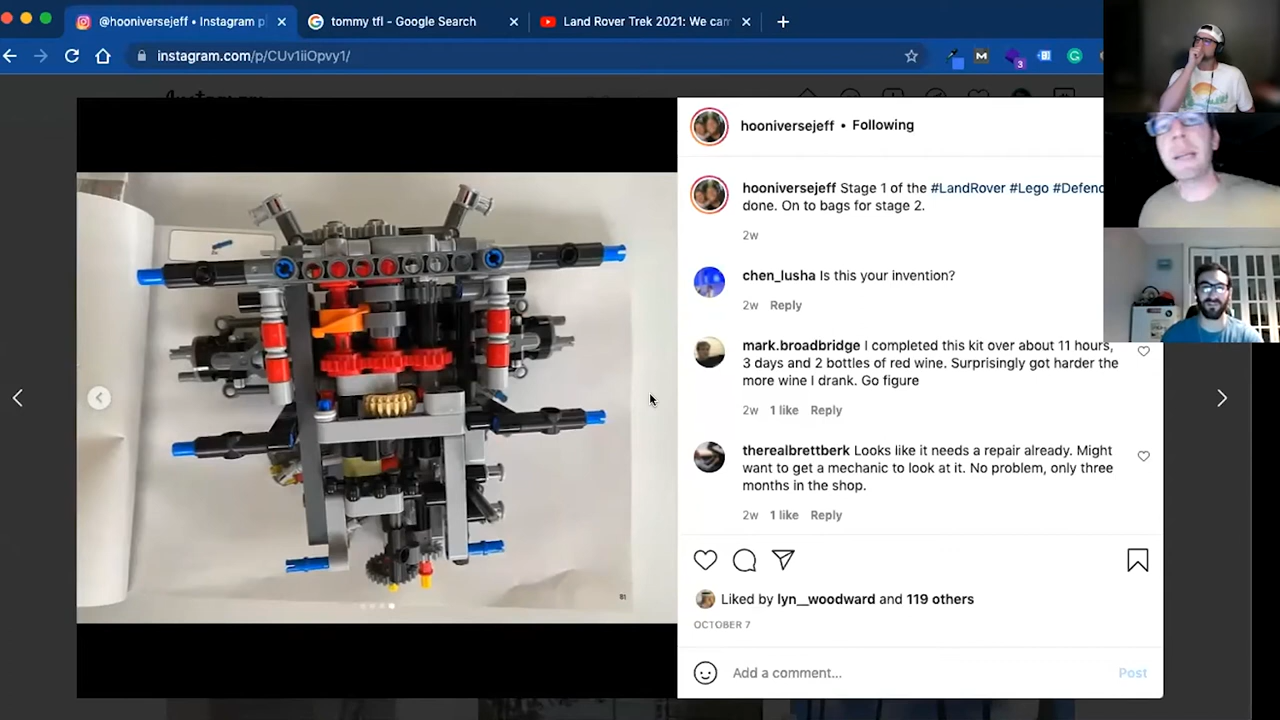 @hooniversejeff • Instagram p
tommy tfl - Google Search
Land Rover Trek 2021: We cam
instagram.com/p/CUv1iiOpvy1/
3
hooniversejeff • Following
hooniversejeff Stage 1 of the #LandRover #Lego #Defend
done. On to bags for stage 2.
2w
chen_lusha Is this your invention?
2w Reply
mark.broadbridge I completed this kit over about 11 hours,
3 days and 2 bottles of red wine. Surprisingly got harder the
more wine I drank. Go figure
2w 1 like Reply
therealbrettberk Looks like it needs a repair already. Might
want to get a mechanic to look at it. No problem, only three
months in the shop.
2w 1 like Reply
81
Liked by lyn__woodward and 119 others
OCTOBER 7
Add a comment...
Post